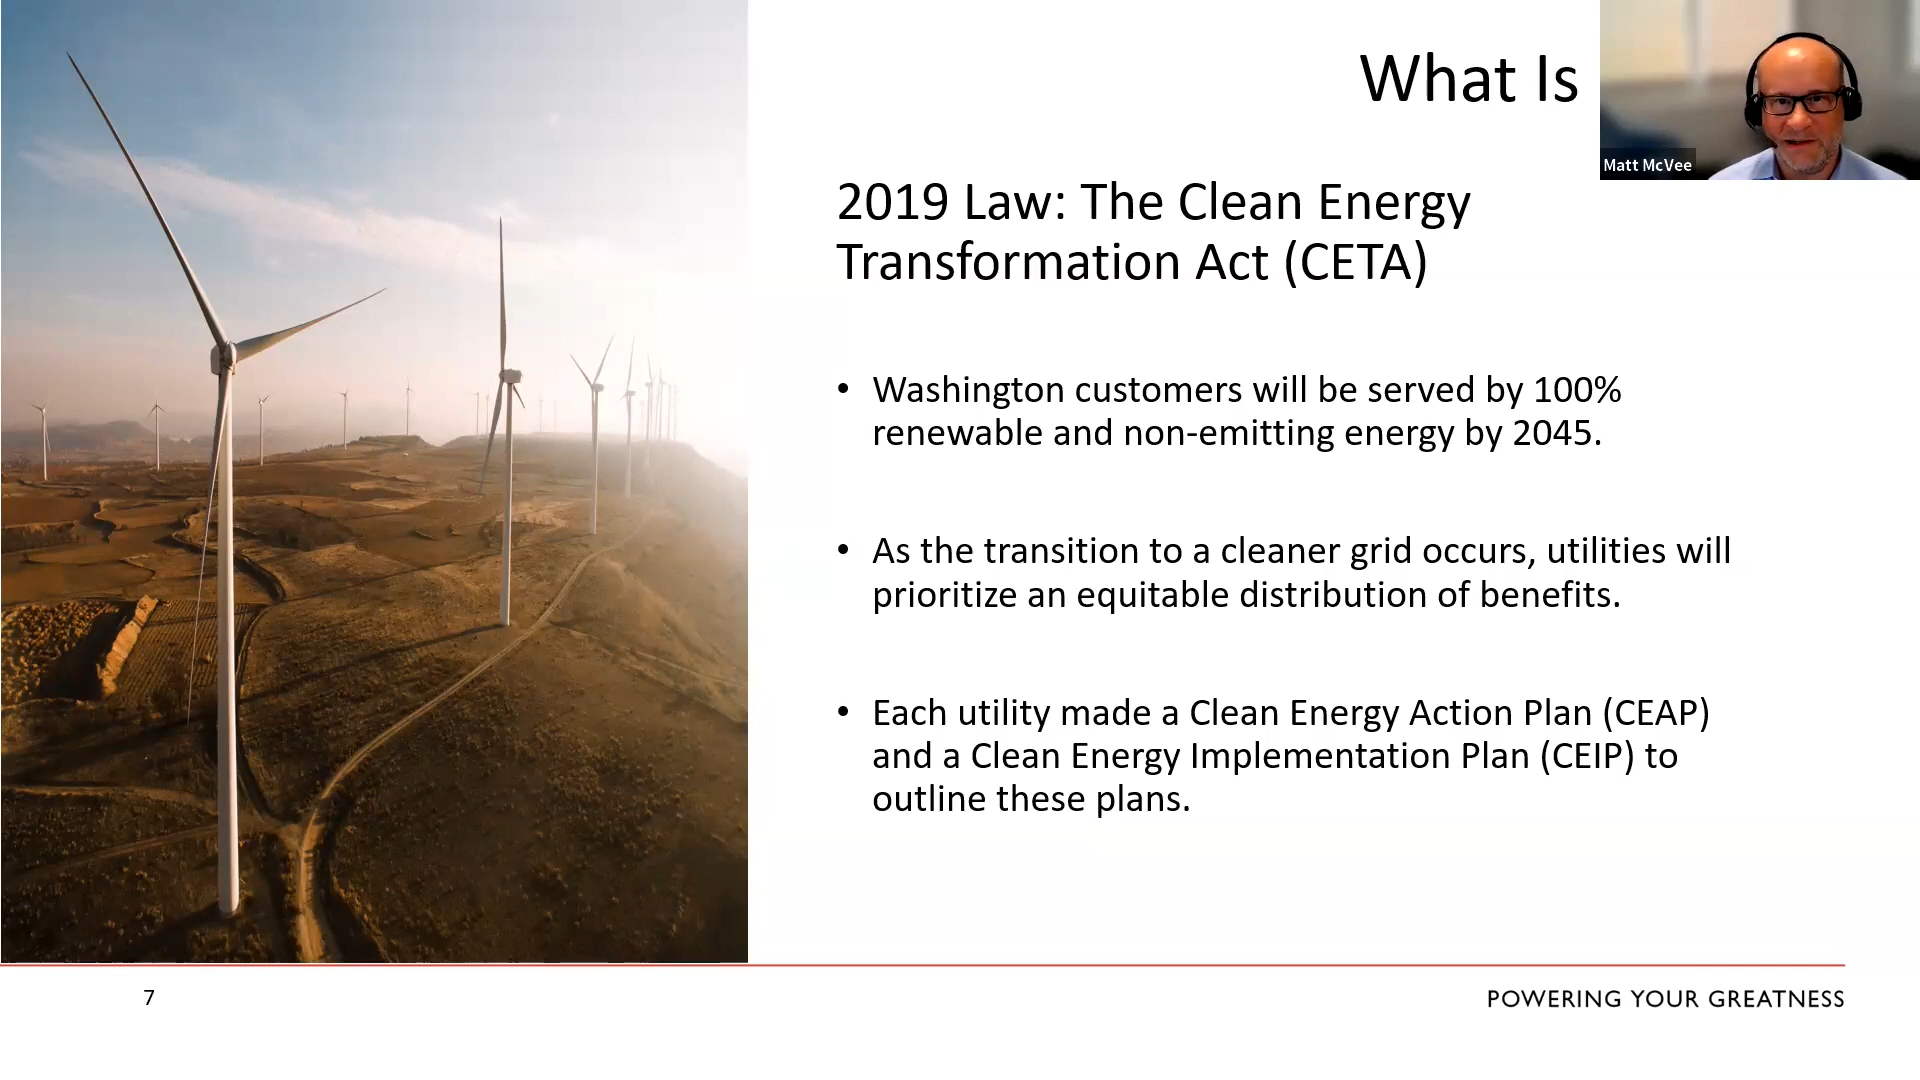 What Is
Matt McVee
2019 Law: The Clean Energy
Transformation Act (CETA)
• Washington customers will be served by 100%
renewable and non-emitting energy by 2045.
• As the transition to a cleaner grid occurs, utilities will
prioritize an equitable distribution of benefits.
• Each utility made a Clean Energy Action Plan (CEAP)
and a Clean Energy Implementation Plan (CEIP) to
outline these plans.
7
POWERING YOUR GREATNESS